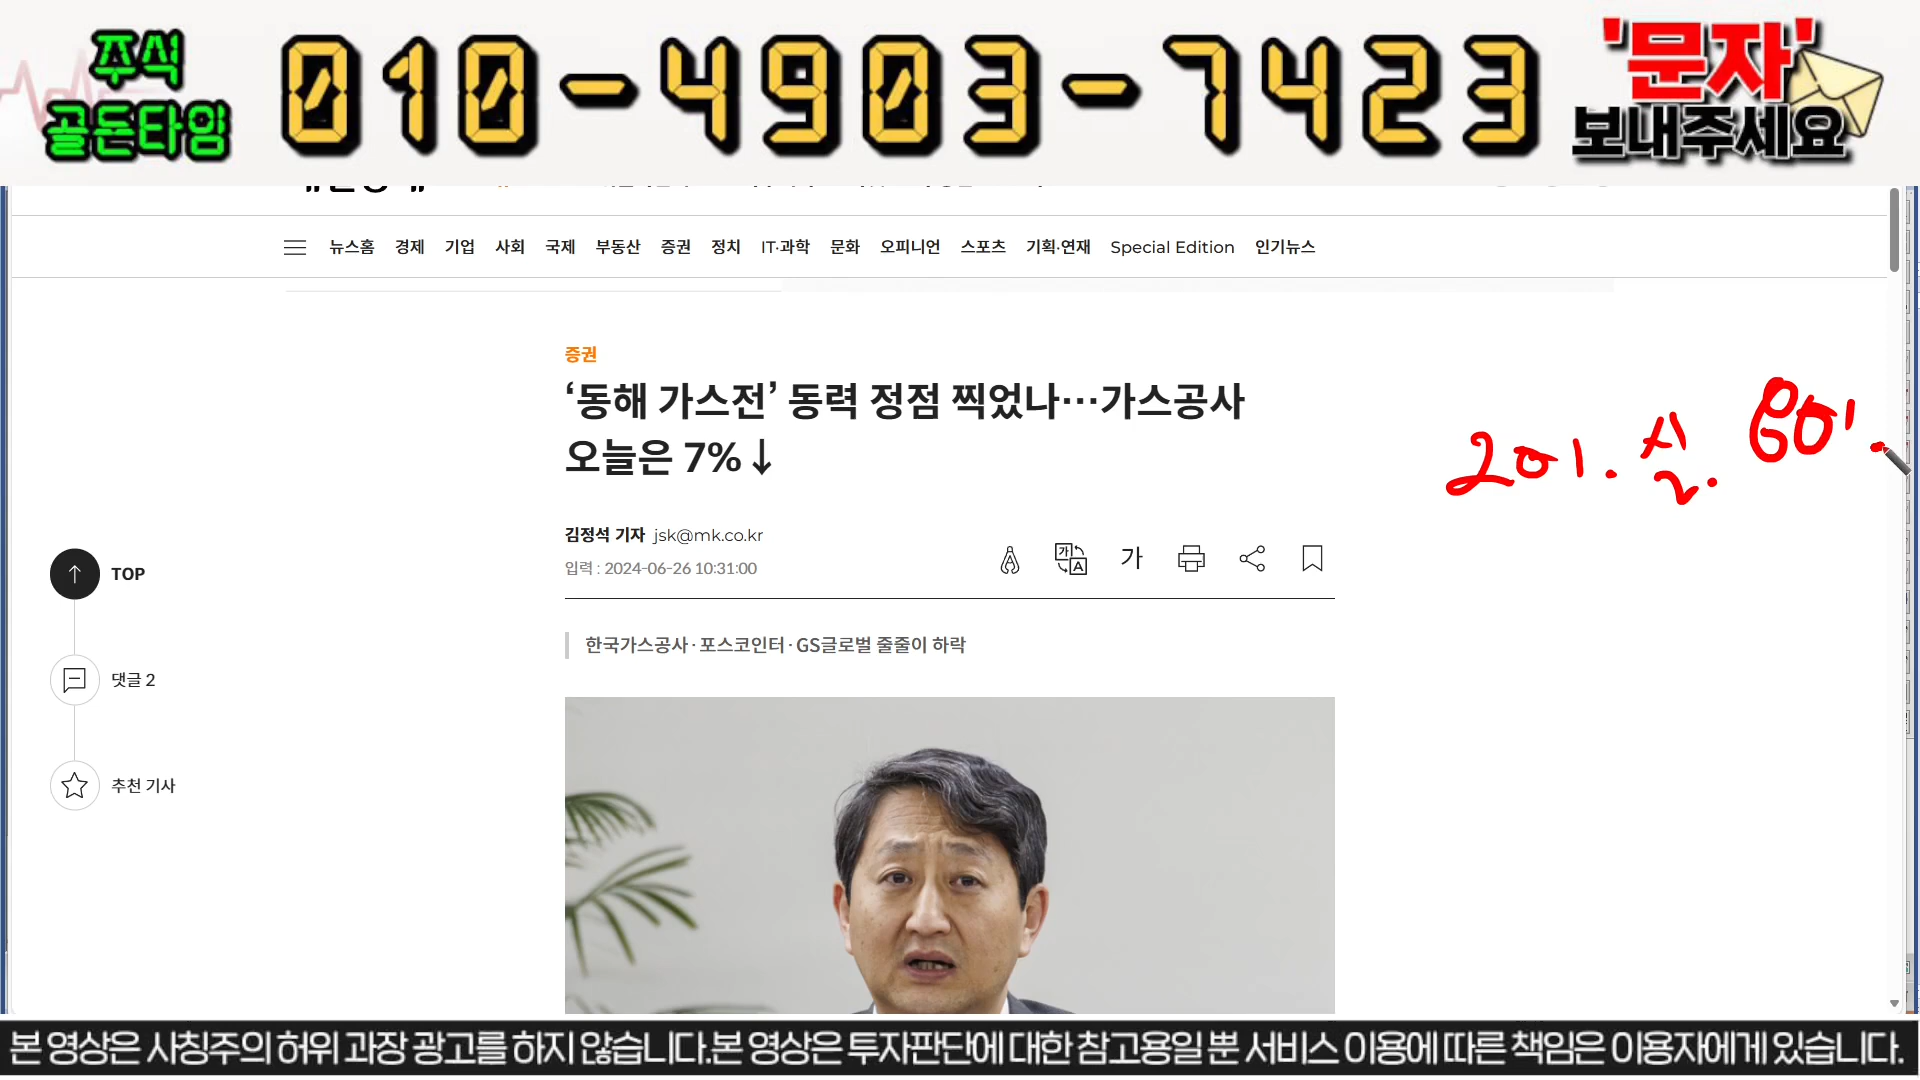 주식
골든타임
010-4903-7423
'문자'
보내주세요
뉴스홈 경제 기업 사회 국제 부동산 증권 정치 IT·과학 문화 오피니언 스포츠 기획·연재 Special Edition 인기뉴스
증권
‘동해 가스전’ 동력 정점 찍었나…가스공사
오늘은 7%↓
201. 실. 601.
김정석 기자 jsk@mk.co.kr
입력 : 2024-06-26 10:31:00
가
TOP
한국가스공사·포스코인터·GS글로벌 줄줄이 하락
댓글 2
추천 기사
본 영상은 사칭주의 허위 과장 광고를 하지 않습니다.본 영상은 투자판단에 대한 참고용일 뿐 서비스 이용에 따른 책임은 이용자에게 있습니다.